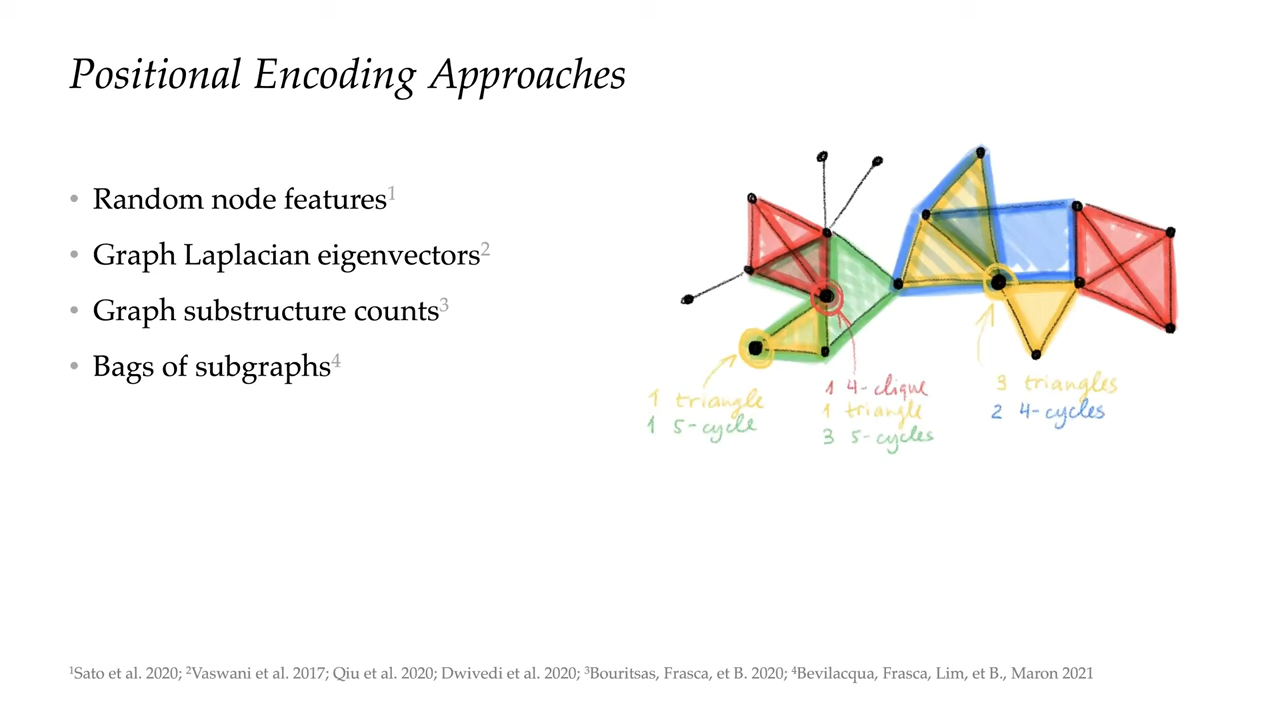 Positional Encoding Approaches
• Random node features¹
• Graph Laplacian eigenvectors²
• Graph substructure counts³
• Bags of subgraphs⁴
1 triangle
1 5-cycle
1 4-clique
1 triangle
3 5-cycles
3 triangles
2 4-cycles
¹Sato et al. 2020; ²Vaswani et al. 2017; Qiu et al. 2020; Dwivedi et al. 2020; ³Bouritsas, Frasca, et B. 2020; ⁴Bevilacqua, Frasca, Lim, et B., Maron 2021